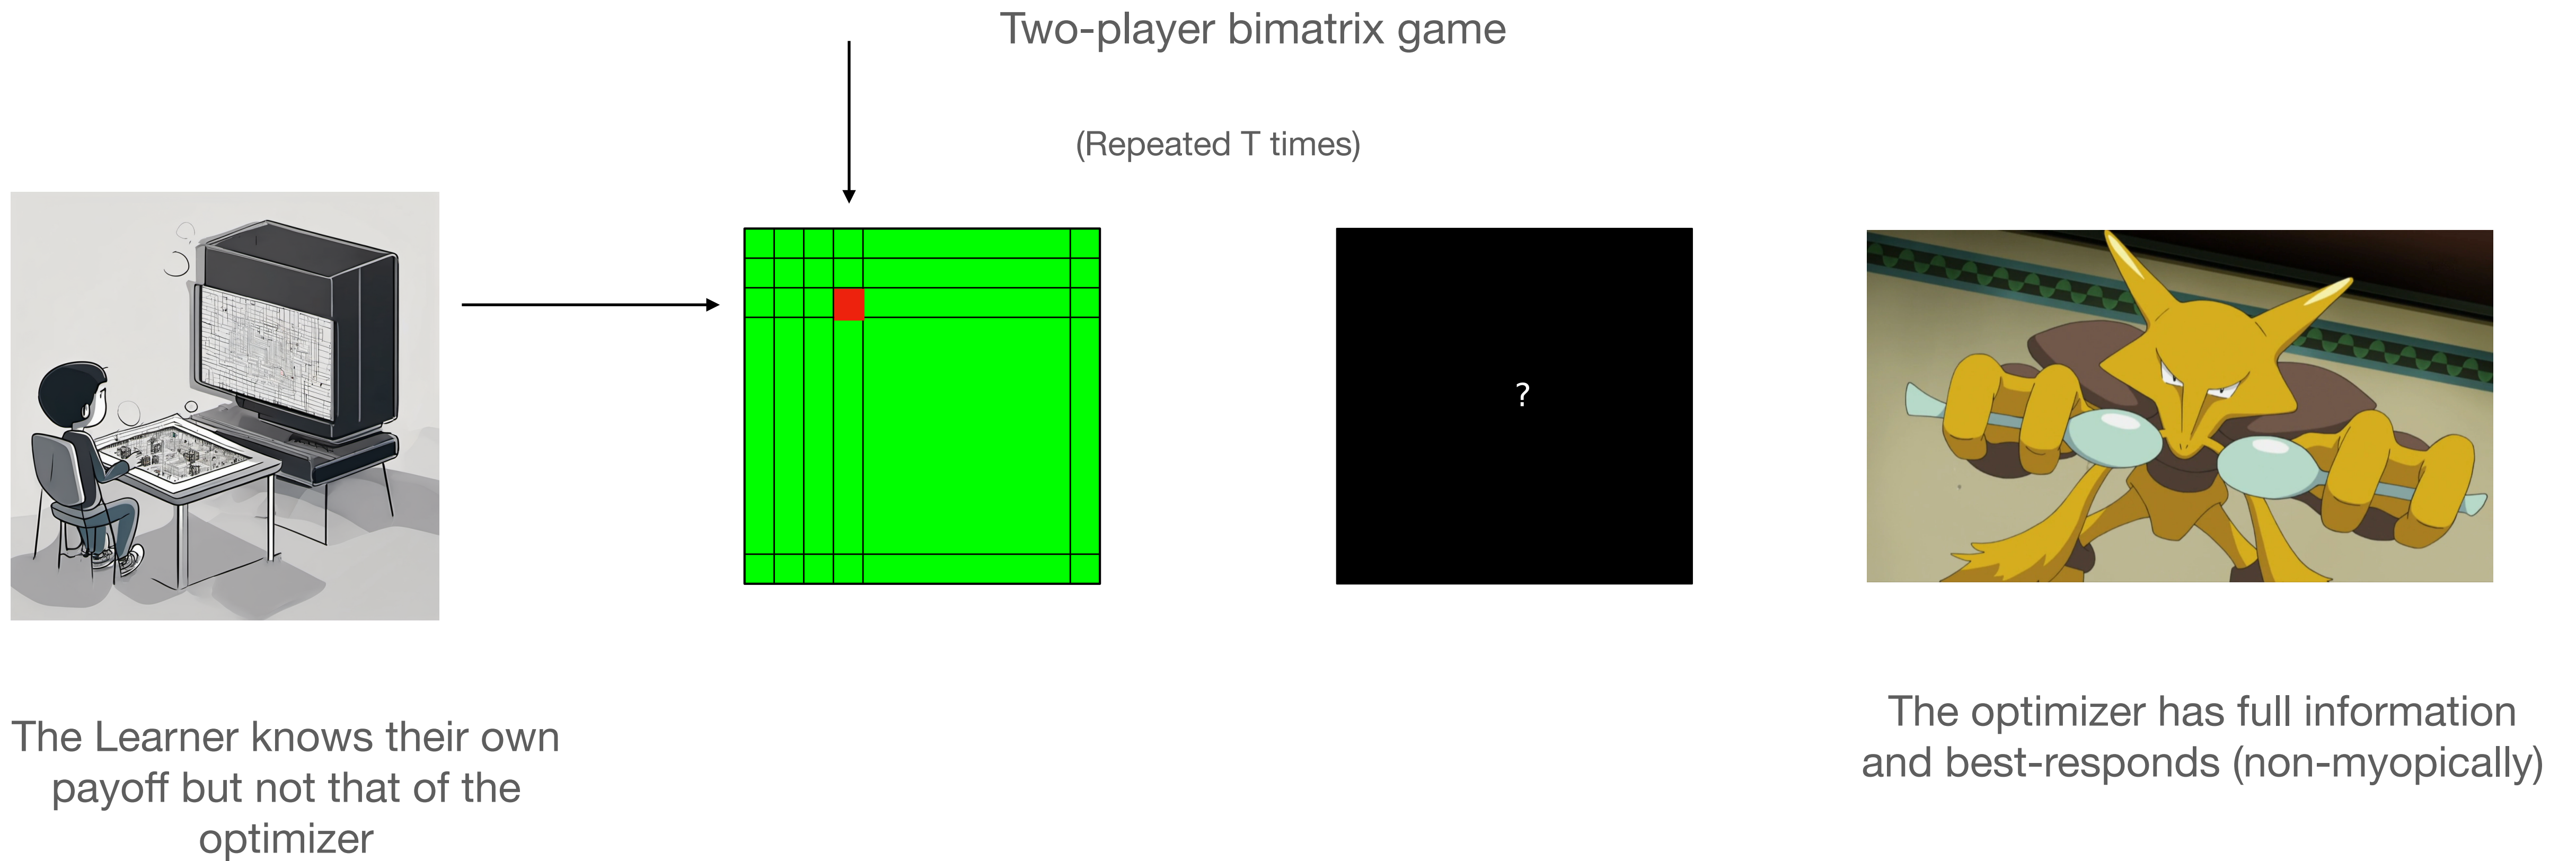 Two-player bimatrix game
(Repeated T times)
?
The Learner knows their own
payoff but not that of the
optimizer
The optimizer has full information
and best-responds (non-myopically)